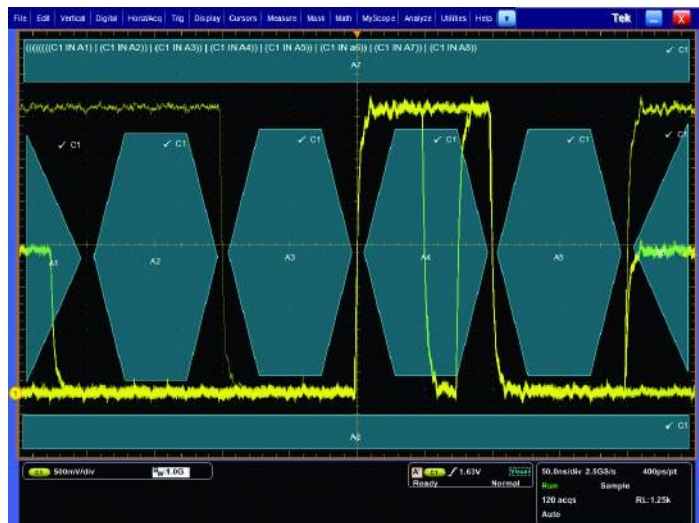 File Edit Vertical Digital Horiz/Acq Trig Display Cursors Measure Mask Math MyScope Analyze Utilities Help Tek X
((((((((C1 IN A1) | (C1 IN A2)) | (C1 IN A3)) | (C1 IN A4)) | (C1 IN A5)) | (C1 IN a6)) | (C1 IN A7)) | (C1 IN A8))
✓ C1
A7
✓ C1 ✓ C1 ✓ C1 ✓ C1 ✓ C1
A1 A2 A3 A4 A5
✓ C1
A8
C1 500mV/div BW:1.0G
A' C1 / 1.63V
Ready Normal
50.0ns/div 2.5GS/s 400ps/pt
Run Sample
120 acqs RL:1.25k
Auto